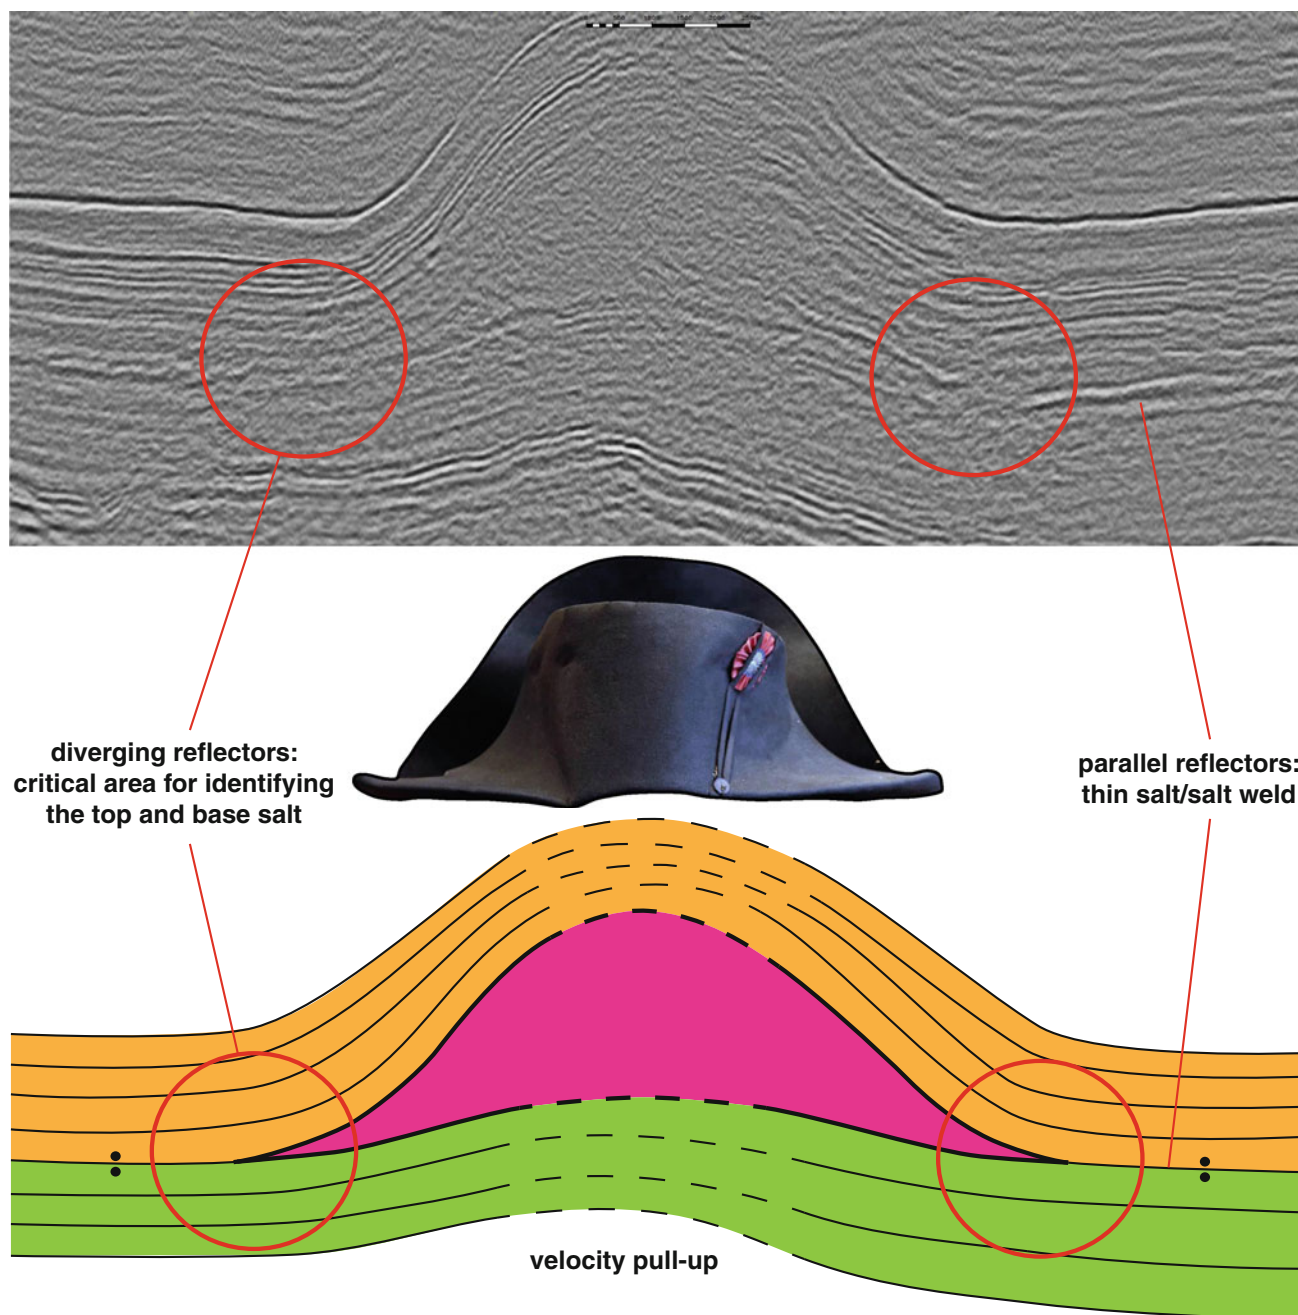 diverging reflectors:
critical area for identifying
the top and base salt
parallel reflectors:
thin salt/salt weld
velocity pull-up